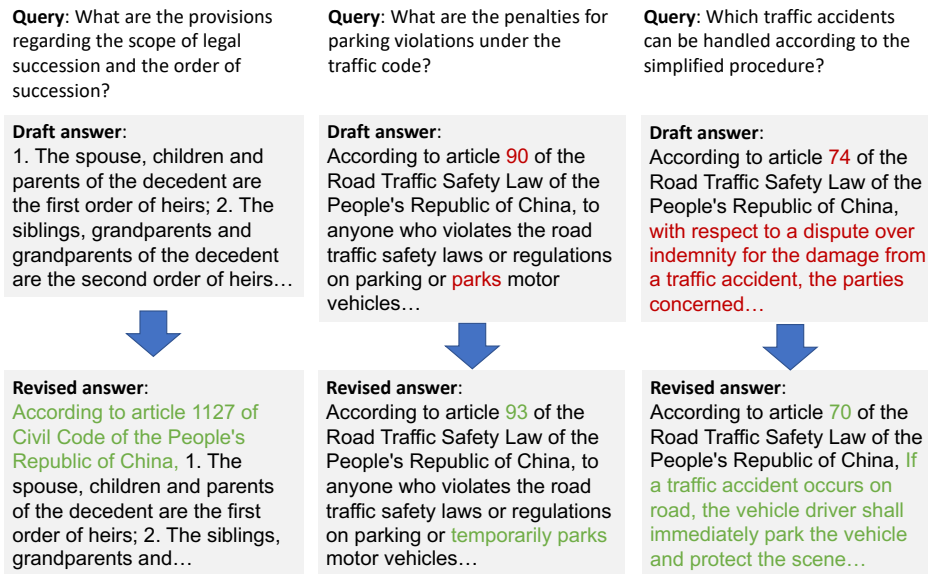 Query: What are the provisions
regarding the scope of legal
succession and the order of
succession?
Draft answer:
1. The spouse, children and
parents of the decedent are
the first order of heirs; 2. The
siblings, grandparents and
grandparents of the decedent
are the second order of heirs…
Revised answer:
According to article 1127 of
Civil Code of the People's
Republic of China, 1. The
spouse, children and parents
of the decedent are the first
order of heirs; 2. The siblings,
grandparents and…
Query: What are the penalties for
parking violations under the
traffic code?
Draft answer:
According to article 90 of the
Road Traffic Safety Law of the
People's Republic of China, to
anyone who violates the road
traffic safety laws or regulations
on parking or parks motor
vehicles…
Revised answer:
According to article 93 of the
Road Traffic Safety Law of the
People's Republic of China, to
anyone who violates the road
traffic safety laws or regulations
on parking or temporarily parks
motor vehicles…
Query: Which traffic accidents
can be handled according to the
simplified procedure?
Draft answer:
According to article 74 of the
Road Traffic Safety Law of the
People's Republic of China,
with respect to a dispute over
indemnity for the damage from
a traffic accident, the parties
concerned…
Revised answer:
According to article 70 of the
Road Traffic Safety Law of the
People's Republic of China, If
a traffic accident occurs on
road, the vehicle driver shall
immediately park the vehicle
and protect the scene…